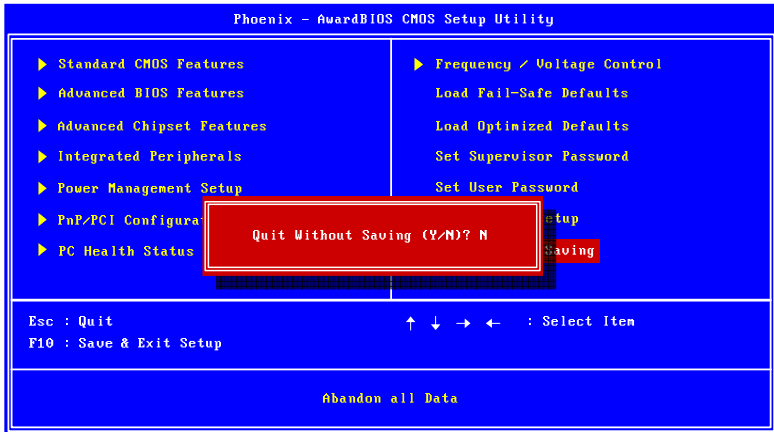 Phoenix - AwardBIOS CMOS Setup Utility
Standard CMOS Features
Advanced BIOS Features
Advanced Chipset Features
Integrated Peripherals
Power Management Setup
PnP/PCI
PC Health Status
Frequency / Voltage Control
Load Fail-Safe Defaults
Load Optimized Defaults
Set Supervisor Password
Set User Password
Saving
Quit Without Saving (Y/N)? N
Esc : Quit
F10 : Save & Exit Setup
↑ ↓ → ← : Select Item
Abandon all Data